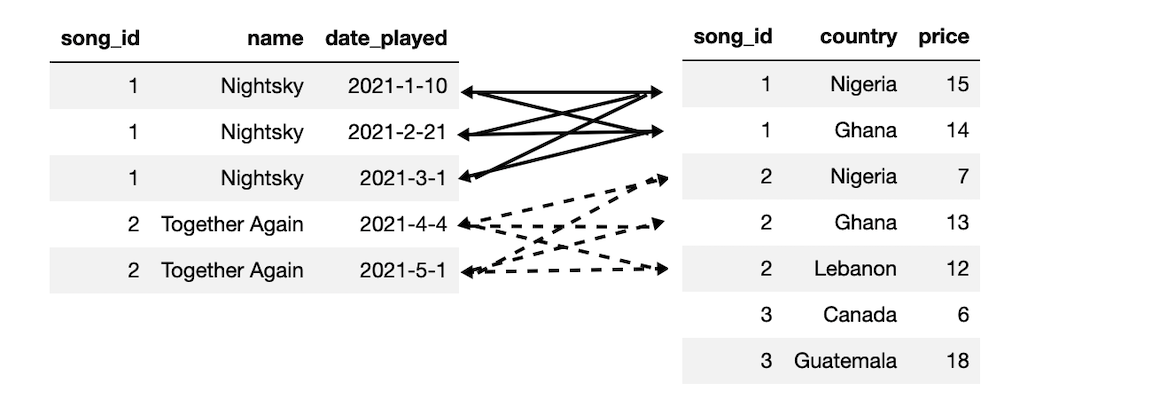 song_id name date_played
1 Nightsky 2021-1-10
1 Nightsky 2021-2-21
1 Nightsky 2021-3-1
2 Together Again 2021-4-4
2 Together Again 2021-5-1
song_id country price
1 Nigeria 15
1 Ghana 14
2 Nigeria 7
2 Ghana 13
2 Lebanon 12
3 Canada 6
3 Guatemala 18